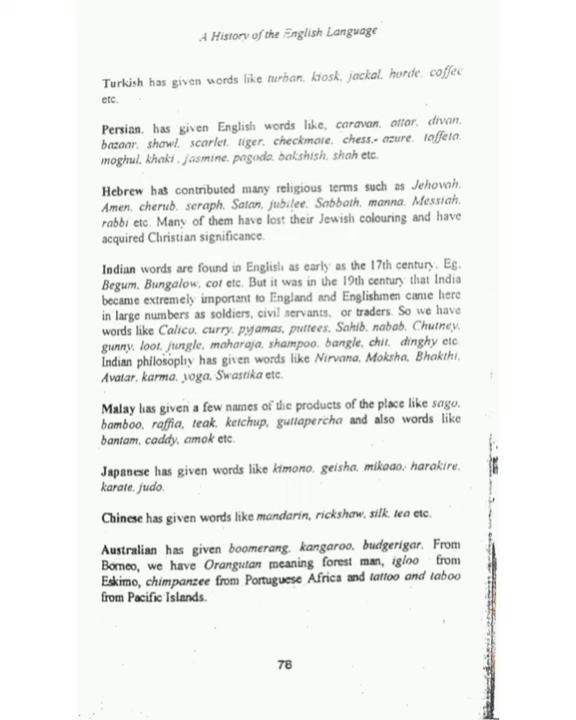 A History of the English Language
Turkish has given words like turban, kiosk, jackal, horde, coffee
etc.
Persian, has given English words like, caravan, attar, divan,
bazaar, shawl, scarlet, tiger, checkmate, chess, azure, taffeta,
moghul, khaki , jasmine, pagoda, bakshish, shah etc.
Hebrew has contributed many religious terms such as Jehovah,
Amen, cherub, seraph, Satan, jubilee, Sabbath, manna, Messiah,
rabbi etc. Many of them have lost their Jewish colouring and have
acquired Christian significance.
Indian words are found in English as early as the 17th century. Eg.
Begum, Bungalow, cot etc. But it was in the 19th century that India
became extremely important to England and Englishmen came here
in large numbers as soldiers, civil servants, or traders. So we have
words like Calico, curry, pyjamas, puttees, Sahib, nabab, Chutney,
gunny, loot, jungle, maharaja, shampoo, bangle, chit, dinghy etc.
Indian philosophy has given words like Nirvana, Moksha, Bhakthi,
Avatar, karma, yoga, Swastika etc.
Malay has given a few names of the products of the place like sago,
bamboo, raffia, teak, ketchup, guttapercha and also words like
bantam, caddy, amok etc.
Japanese has given words like kimono, geisha, mikado, harakire,
karate, judo.
Chinese has given words like mandarin, rickshaw, silk, tea etc.
Australian has given boomerang, kangaroo, budgerigar. From
Borneo, we have Orangutan meaning forest man, igloo from
Eskimo, chimpanzee from Portuguese Africa and tattoo and taboo
from Pacific Islands.
78